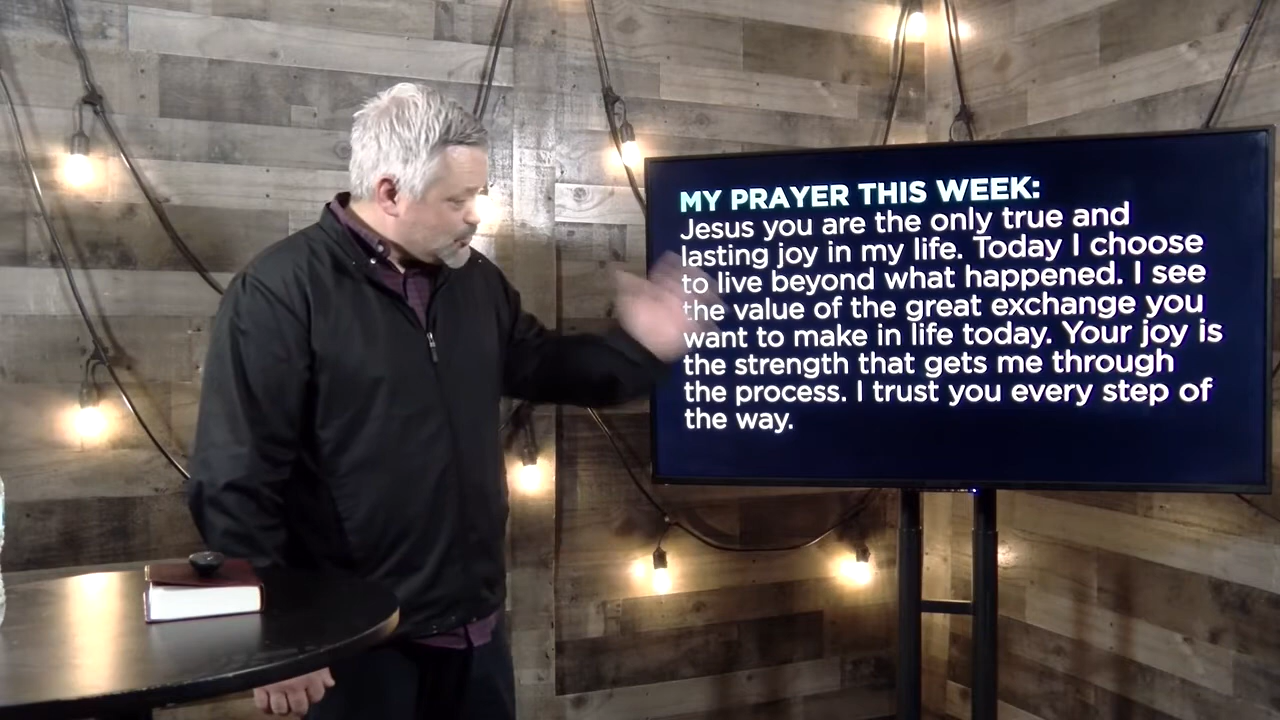 MY PRAYER THIS WEEK:
Jesus you are the only true and
lasting joy in my life. Today I choose
to live beyond what happened. I see
the value of the great exchange you
want to make in life today. Your joy is
the strength that gets me through
the process. I trust you every step of
the way.